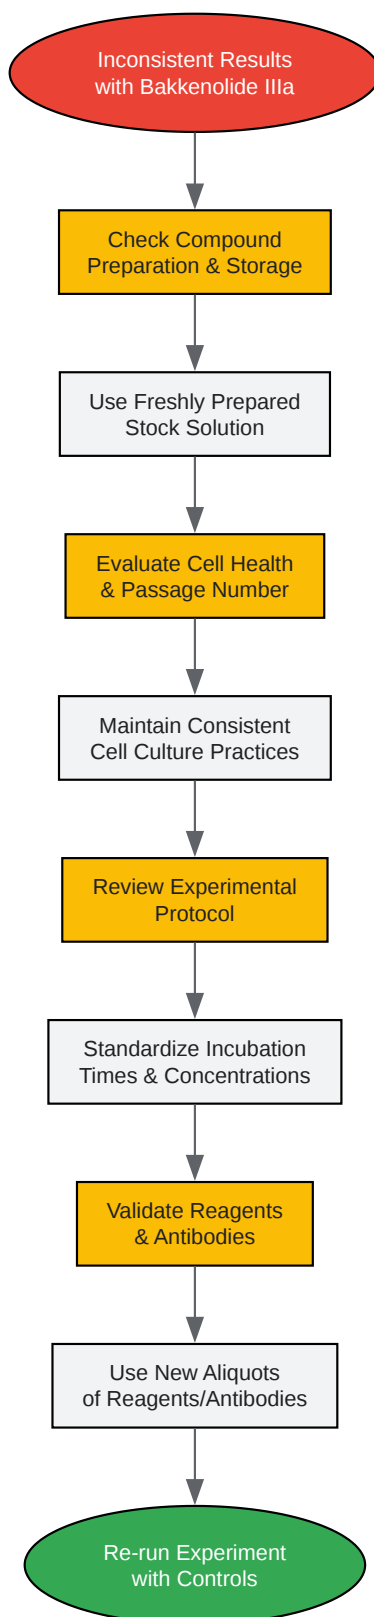 Inconsistent Results
with Bakkenolide IIIa
Check Compound
Preparation & Storage
Use Freshly Prepared
Stock Solution
Evaluate Cell Health
& Passage Number
Maintain Consistent
Cell Culture Practices
Review Experimental
Protocol
Standardize Incubation
Times & Concentrations
Validate Reagents
& Antibodies
Use New Aliquots
of Reagents/Antibodies
Re-run Experiment
with Controls